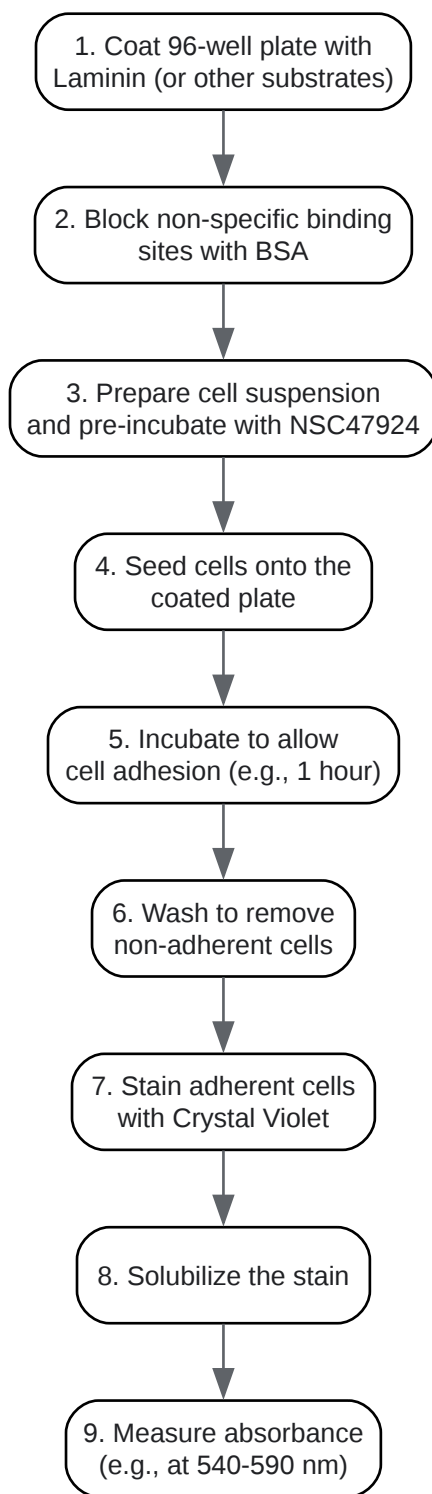 1. Coat 96-well plate with
Laminin (or other substrates)
2. Block non-specific binding
sites with BSA
3. Prepare cell suspension
and pre-incubate with NSC47924
4. Seed cells onto the
coated plate
5. Incubate to allow
cell adhesion (e.g., 1 hour)
6. Wash to remove
non-adherent cells
7. Stain adherent cells
with Crystal Violet
8. Solubilize the stain
9. Measure absorbance
(e.g., at 540-590 nm)